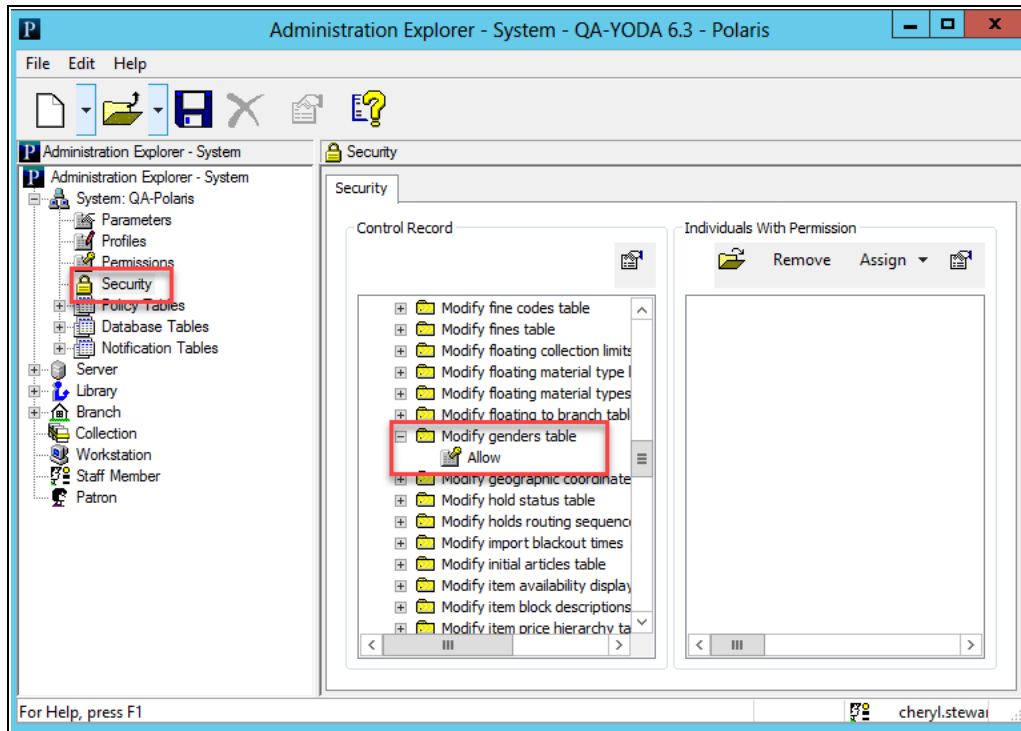 P Administration Explorer - System - QA-YODA 6.3 - Polaris
File Edit Help
P Administration Explorer - System
Security
P Administration Explorer - System
System: QA-Polaris
Parameters
Profiles
Permissions
Security
Policy Tables
Database Tables
Notification Tables
Server
Library
Branch
Collection
Workstation
Staff Member
Patron
Security
Control Record
Modify fine codes table
Modify fines table
Modify floating collection limits
Modify floating material type l
Modify floating material types
Modify floating to branch tabl
Modify genders table
Allow
Modify geographic coordinate
Modify hold status table
Modify holds routing sequenc
Modify import blackout times
Modify initial articles table
Modify item availability display
Modify item block descriptions
Modify item price hierarchy ta
Individuals With Permission
Remove Assign
For Help, press F1
cheryl.stewar